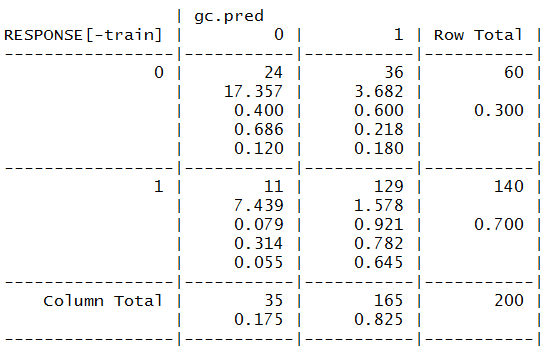 | gc.pred
RESPONSE[-train] |         0 |         1 | Row Total |
-----------------|-----------|-----------|-----------|
               0 |        24 |        36 |        60 |
                 |    17.357 |     3.682 |           |
                 |     0.400 |     0.600 |     0.300 |
                 |     0.686 |     0.218 |           |
                 |     0.120 |     0.180 |           |
-----------------|-----------|-----------|-----------|
               1 |        11 |       129 |       140 |
                 |     7.439 |     1.578 |           |
                 |     0.079 |     0.921 |     0.700 |
                 |     0.314 |     0.782 |           |
                 |     0.055 |     0.645 |           |
-----------------|-----------|-----------|-----------|
    Column Total |        35 |       165 |       200 |
                 |     0.175 |     0.825 |           |
-----------------|-----------|-----------|-----------|